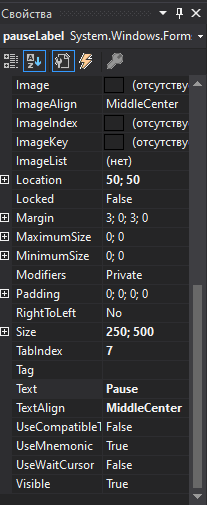 Свойства
pauseLabel System.Windows.Form
Image (отсутству
ImageAlign MiddleCenter
ImageIndex (отсутству
ImageKey (отсутству
ImageList (нет)
Location 50; 50
Locked False
Margin 3; 0; 3; 0
MaximumSize 0; 0
MinimumSize 0; 0
Modifiers Private
Padding 0; 0; 0; 0
RightToLeft No
Size 250; 500
TabIndex 7
Tag
Text Pause
TextAlign MiddleCenter
UseCompatibleT False
UseMnemonic True
UseWaitCursor False
Visible True